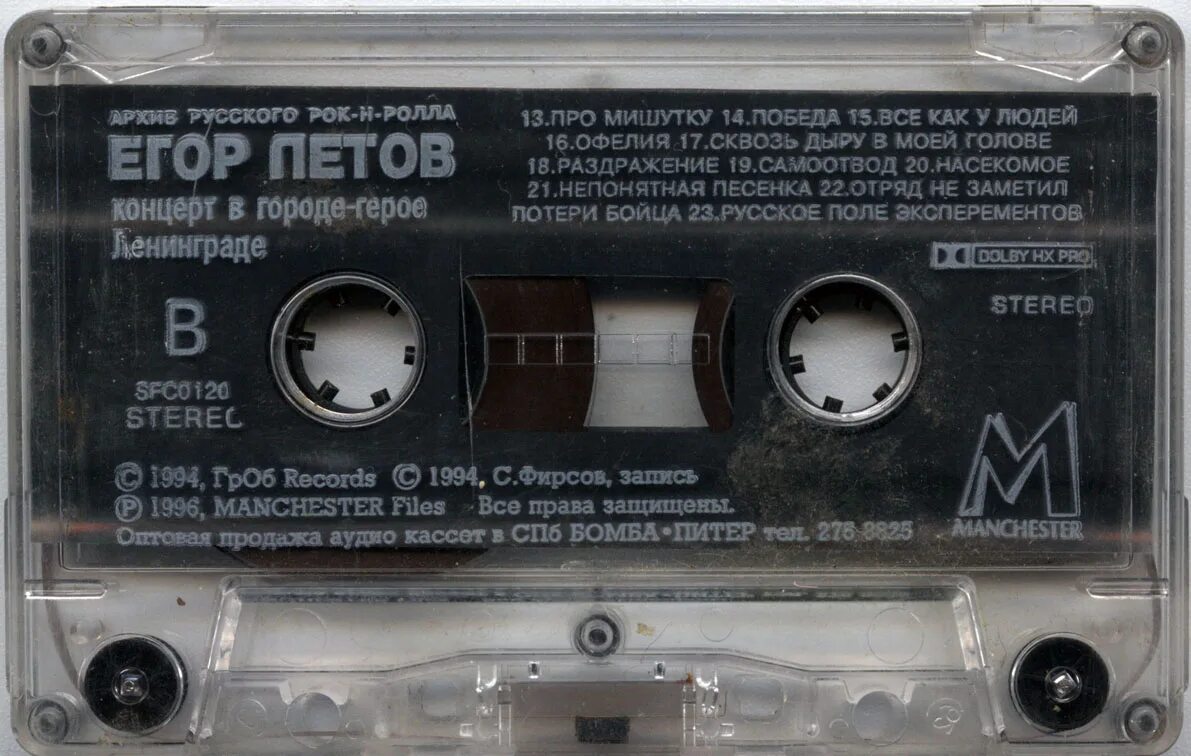 АРХИВ РУССКОГО РОК-Н-РОЛЛА
ЕГОР ЛЕТОВ
концерт в городе-герое
Ленинграде
B
SFC0120
STEREO
13.ПРО МИШУТКУ 14.ПОБЕДА 15.ВСЕ КАК У ЛЮДЕЙ
16.ОФЕЛИЯ 17.СКВОЗЬ ДЫРУ В МОЕЙ ГОЛОВЕ
18.РАЗДРАЖЕНИЕ 19.САМООТВОД 20.НАСЕКОМОЕ
21.НЕПОНЯТНАЯ ПЕСЕНКА 22.ОТРЯД НЕ ЗАМЕТИЛ
ПОТЕРИ БОЙЦА 23.РУССКОЕ ПОЛЕ ЭКСПЕРЕМЕНТОВ
DOLBY HX PRO
STEREO
© 1994, ГрОб Records © 1994, С.Фирсов, запись
℗ 1996, MANCHESTER Files Все права защищены.
Оптовая продажа аудио кассет в СПб БОМБА•ПИТЕР тел. 276 8825
M
MANCHESTER